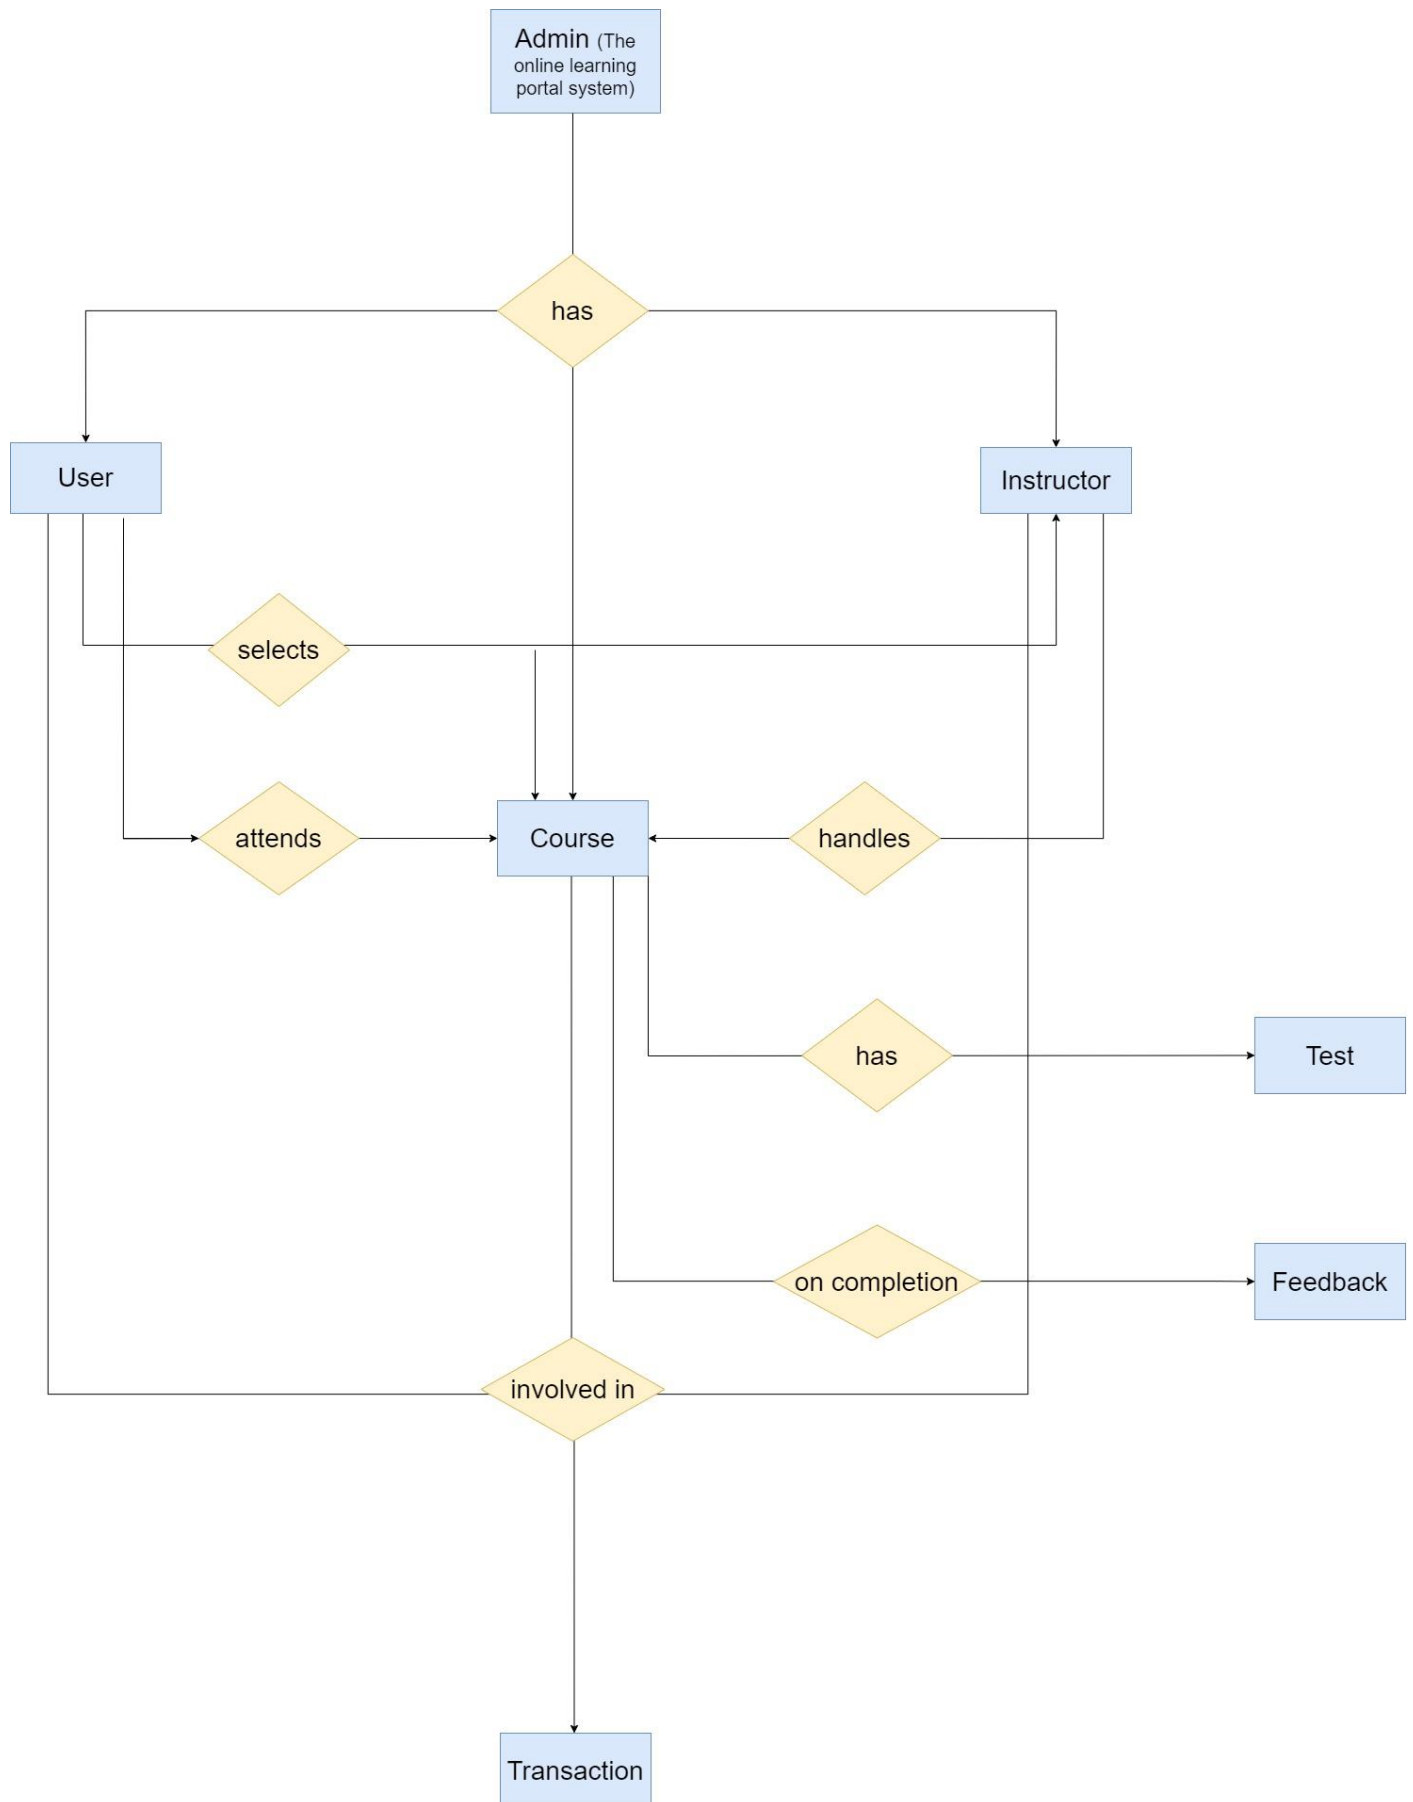 Admin (The
online learning
portal system)
has
User
Instructor
selects
attends
Course
handles
has
Test
on completion
Feedback
involved in
Transaction